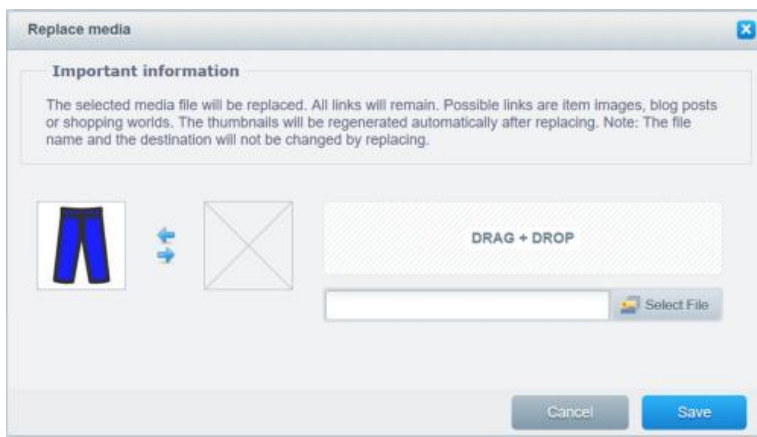 Replace media
Important information
The selected media file will be replaced. All links will remain. Possible links are item images, blog posts
or shopping worlds. The thumbnails will be regenerated automatically after replacing. Note: The file
name and the destination will not be changed by replacing.
DRAG + DROP
Select File
Cancel
Save